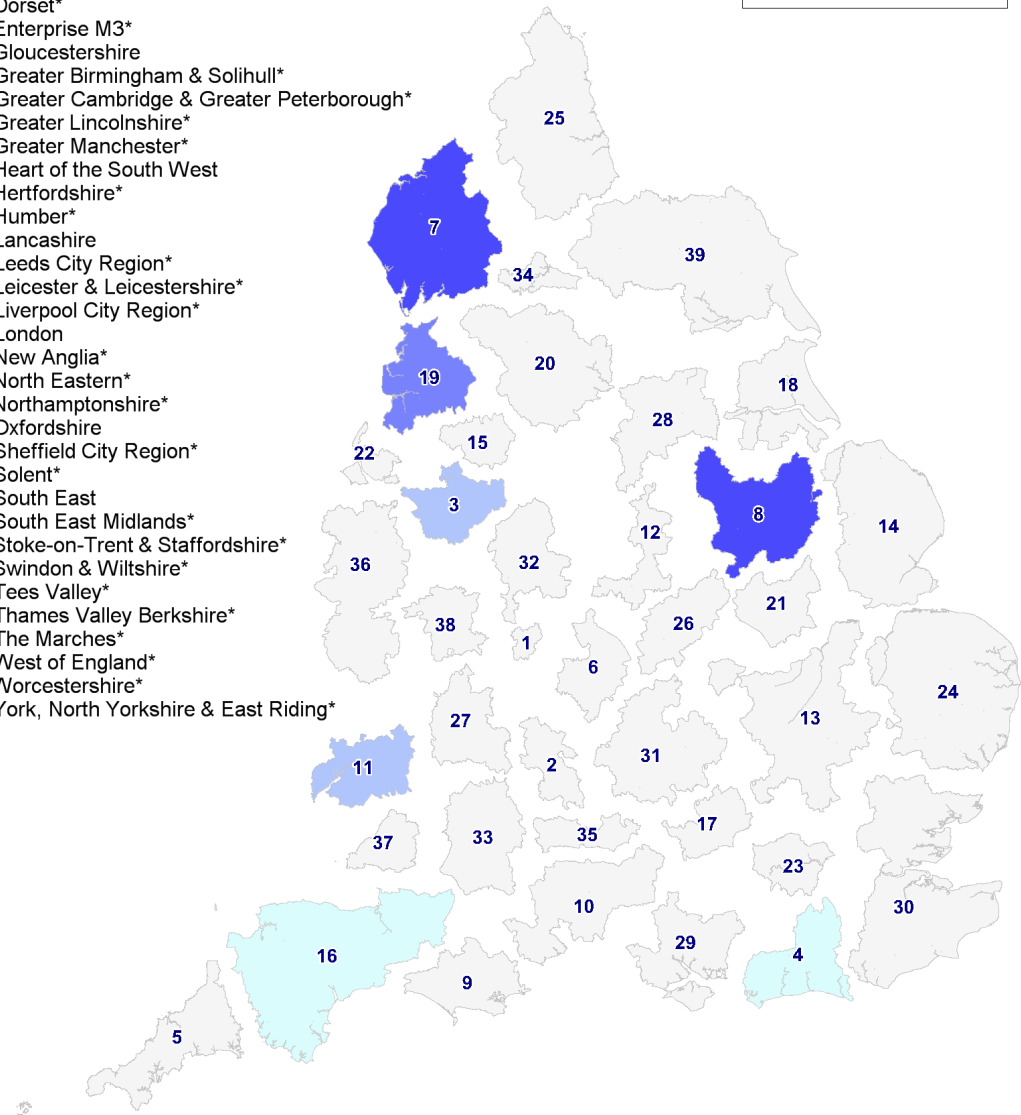 Dorset*
Enterprise M3*
Gloucestershire
Greater Birmingham & Solihull*
Greater Cambridge & Greater Peterborough*
Greater Lincolnshire*
Greater Manchester*
Heart of the South West
Hertfordshire*
Humber*
Lancashire
Leeds City Region*
Leicester & Leicestershire*
Liverpool City Region*
London
New Anglia*
North Eastern*
Northamptonshire*
Oxfordshire
Sheffield City Region*
Solent*
South East
South East Midlands*
Stoke-on-Trent & Staffordshire*
Swindon & Wiltshire*
Tees Valley*
Thames Valley Berkshire*
The Marches*
West of England*
Worcestershire*
York, North Yorkshire & East Riding*
25
7
39
34
20
19
18
28
15
22
3
8
14
12
32
36
21
26
38
1
6
24
13
27
31
2
11
17
35
33
37
23
10
30
29
4
16
9
5